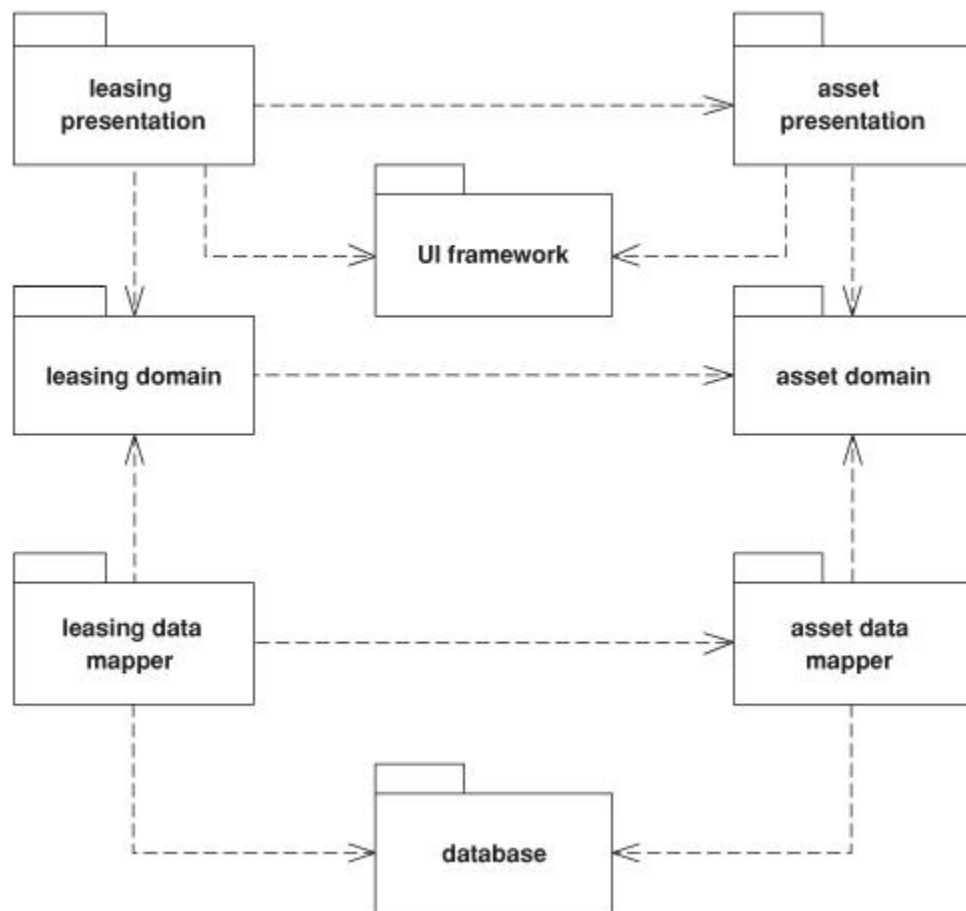 leasing
presentation
asset
presentation
UI framework
leasing domain
asset domain
leasing data
mapper
asset data
mapper
database